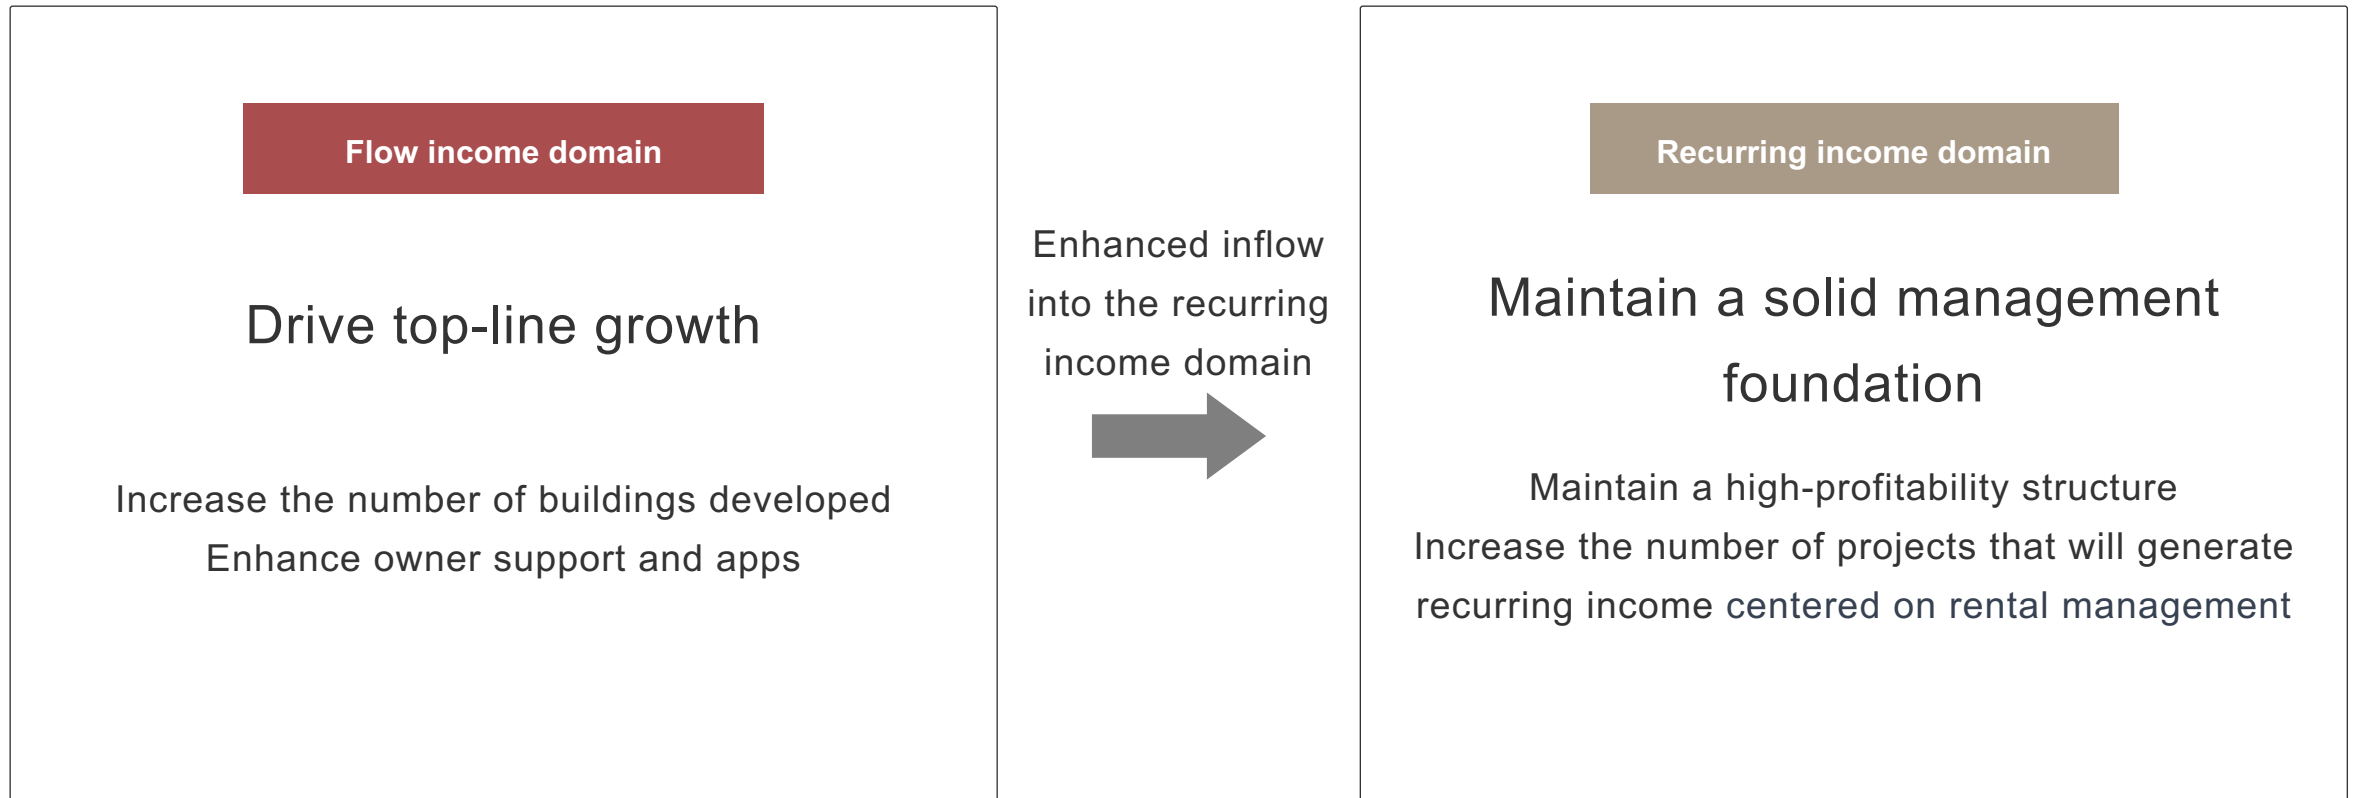 Flow income domain
Drive top-line growth
Increase the number of buildings developed
Enhance owner support and apps
Enhanced inflow
into the recurring
income domain
Recurring income domain
Maintain a solid management
foundation
Maintain a high-profitability structure
Increase the number of projects that will generate
recurring income centered on rental management